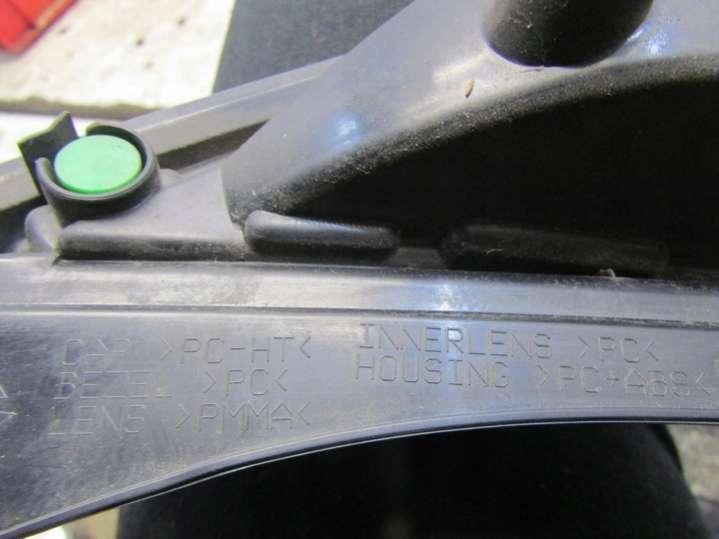 CAP >PC-HT<
BEZEL >PC<
LENS >PMMA<
INNERLENS >PC<
HOUSING >PC+ABS<